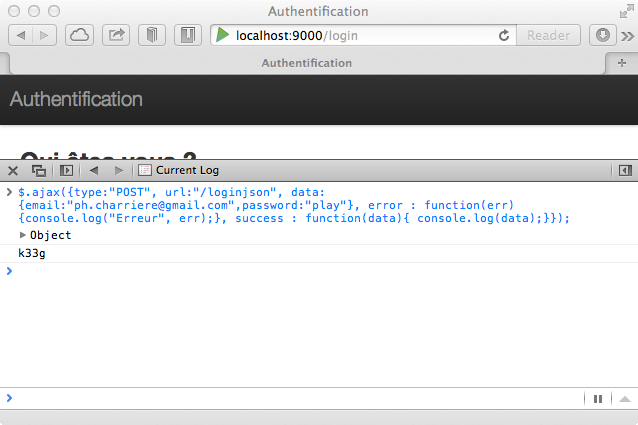 Authentification
localhost:9000/login
Reader
Authentification
Authentification
Qui êtes vous ?
Current Log
$.ajax({type:"POST", url:"/loginjson", data:
{email:"ph.charriere@gmail.com",password:"play"}, error : function(err)
{console.log("Erreur", err);}, success : function(data){ console.log(data);}});
Object
k33g